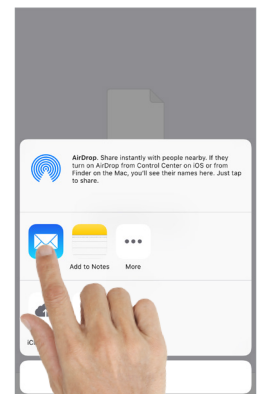 AirDrop. Share instantly with people nearby. If they
turn on AirDrop from Control Center on iOS or from
Finder on the Mac, you'll see their names here. Just tap
to share.
Add to Notes More